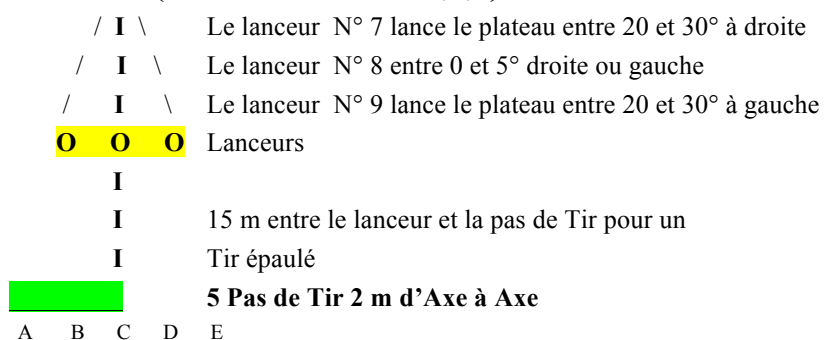 / I \ Le lanceur N° 7 lance le plateau entre 20 et 30° à droite
/ I \ Le lanceur N° 8 entre 0 et 5° droite ou gauche
/ I \ Le lanceur N° 9 lance le plateau entre 20 et 30° à gauche
O O O Lanceurs
I
I 15 m entre le lanceur et la pas de Tir pour un
I Tir épaulé
5 Pas de Tir 2 m d'Axe à Axe
A B C D E